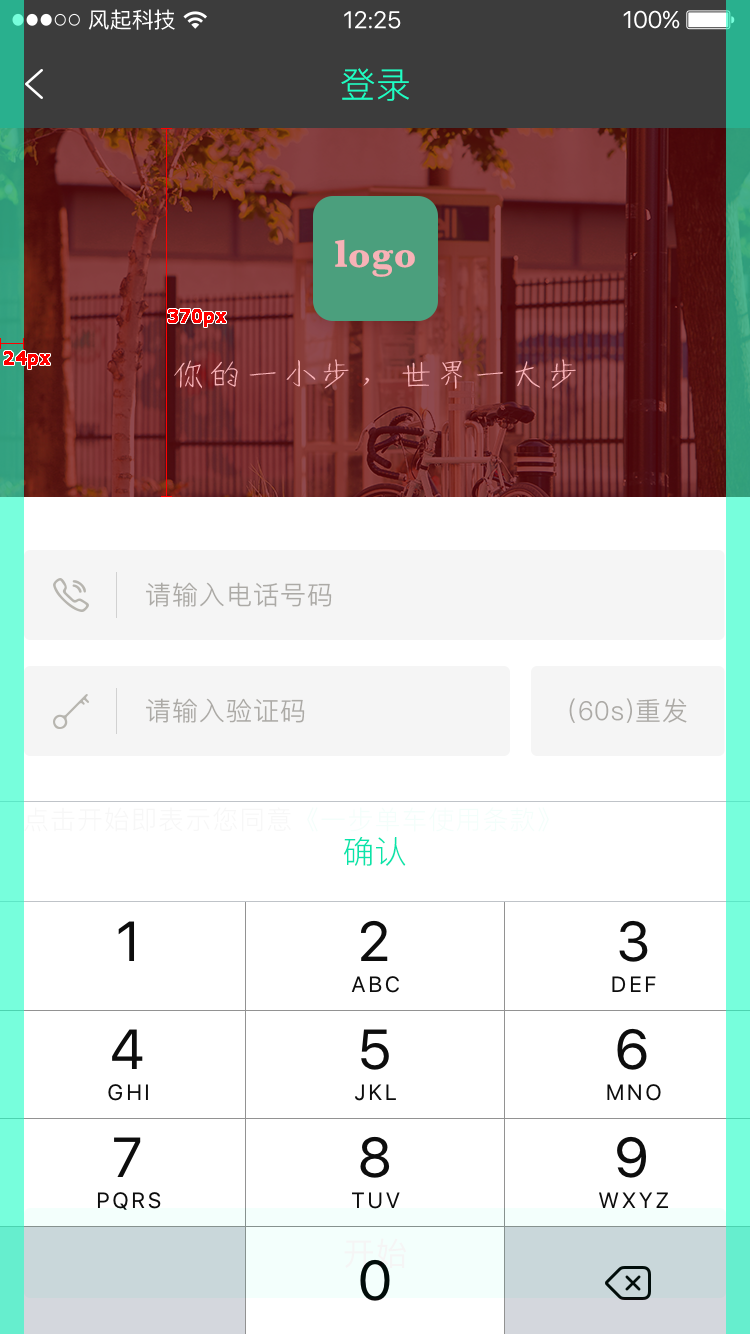 风起科技 12:25 100%
登录
logo
370px
24px
你的一小步，世界一大步
请输入电话号码
请输入验证码 (60s)重发
点击开始即表示您同意《一步单车使用条款》
确认
1 2 3
ABC DEF
4 5 6
GHI JKL MNO
7 8 9
PQRS TUV WXYZ
开始
0